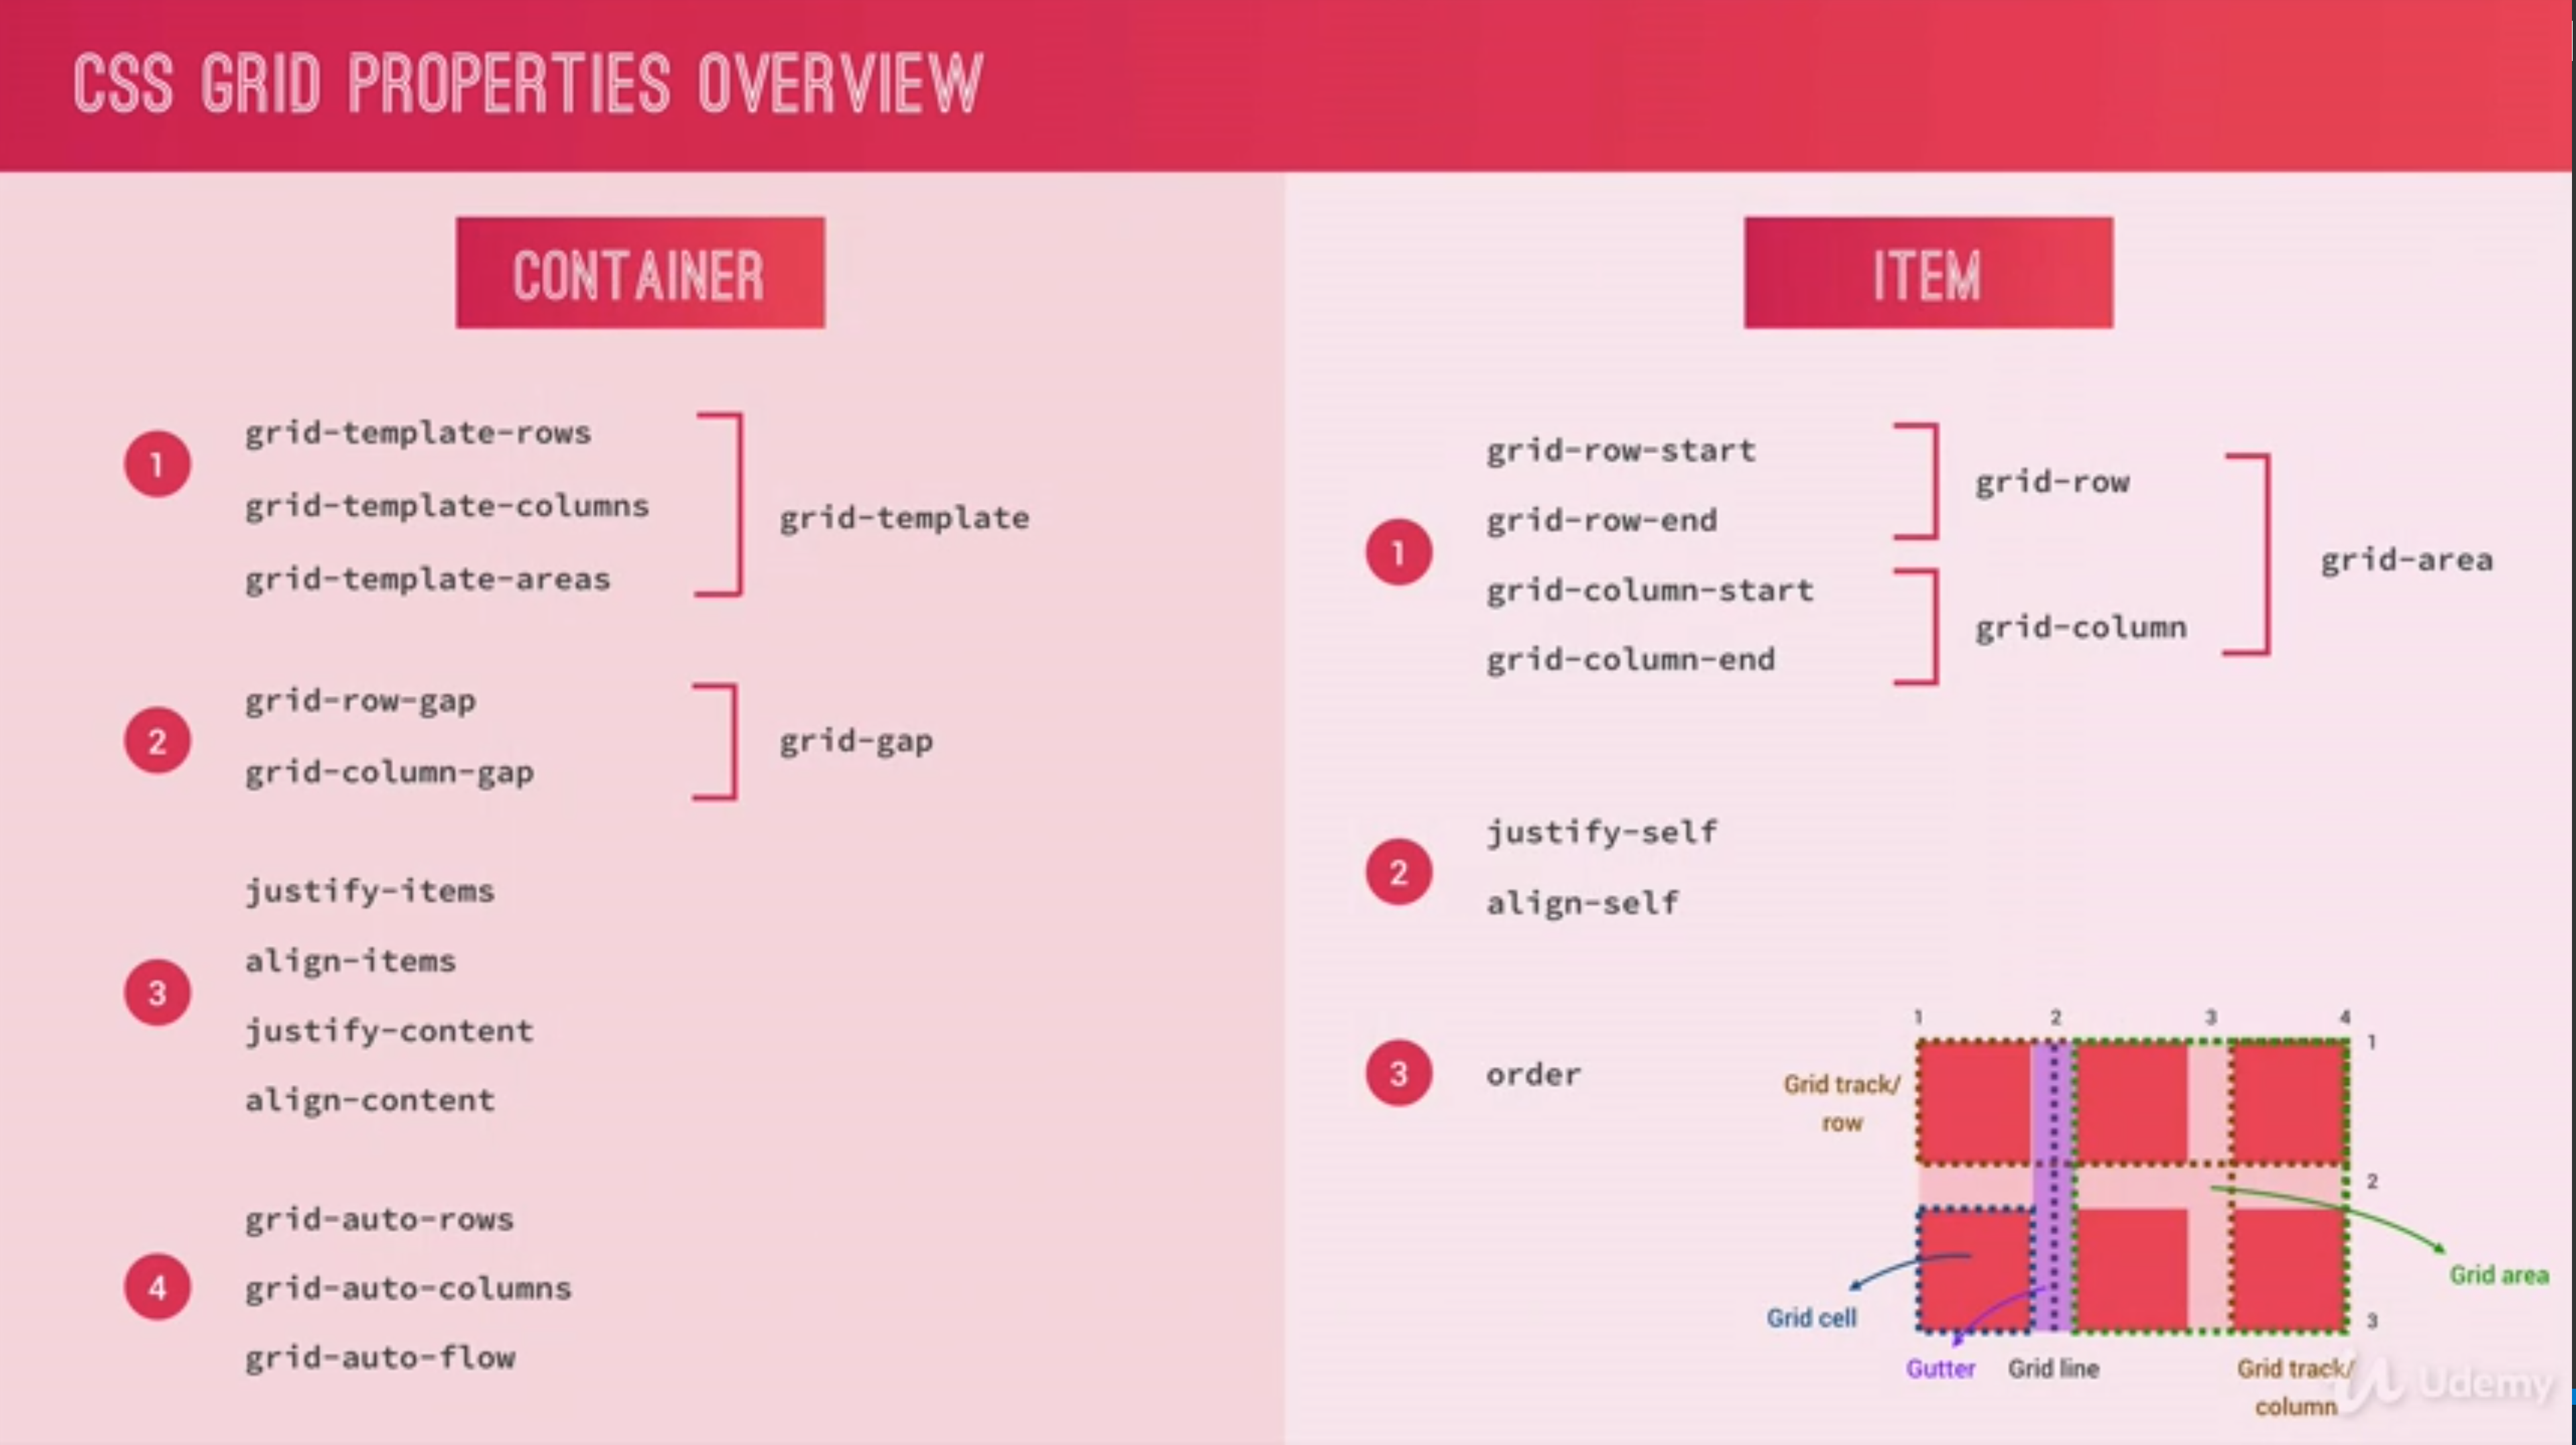 CSS GRID PROPERTIES OVERVIEW
CONTAINER
1
grid-template-rows
grid-template-columns
grid-template-areas
grid-template
2
grid-row-gap
grid-column-gap
grid-gap
3
justify-items
align-items
justify-content
align-content
4
grid-auto-rows
grid-auto-columns
grid-auto-flow
ITEM
1
grid-row-start
grid-row-end
grid-column-start
grid-column-end
grid-row
grid-column
grid-area
2
justify-self
align-self
3
order
1 2 3 4
1
2
3
Grid track/
row
Grid cell
Gutter
Grid line
Grid area
Grid track/
column
Udemy